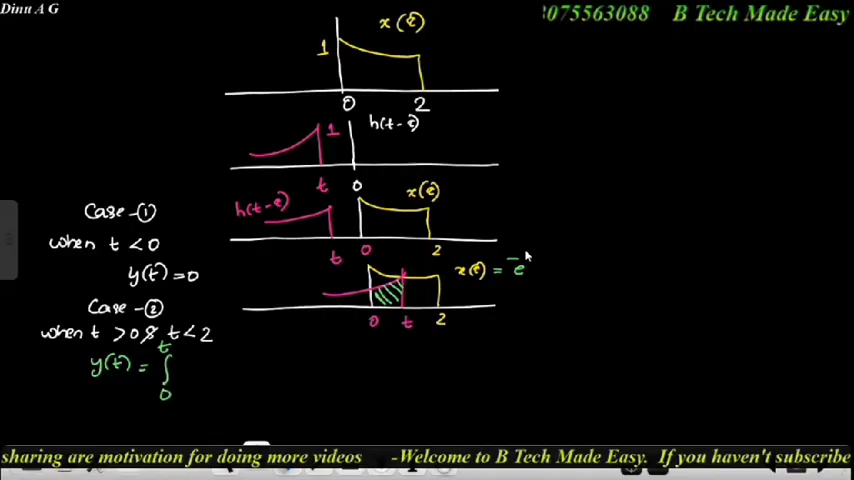 Dinu A G
8075563088 B Tech Made Easy
x(τ)
1
0 2
h(t-τ)
1
t 0
h(t-τ)
x(τ)
t 0 2
x(τ) = e⁻
0 t 2
Case-①
when t < 0
y(t) = 0
Case-②
when t > 0 & t < 2
y(t) = ∫₀ᵗ
sharing are motivation for doing more videos -Welcome to B Tech Made Easy. If you haven't subscribe